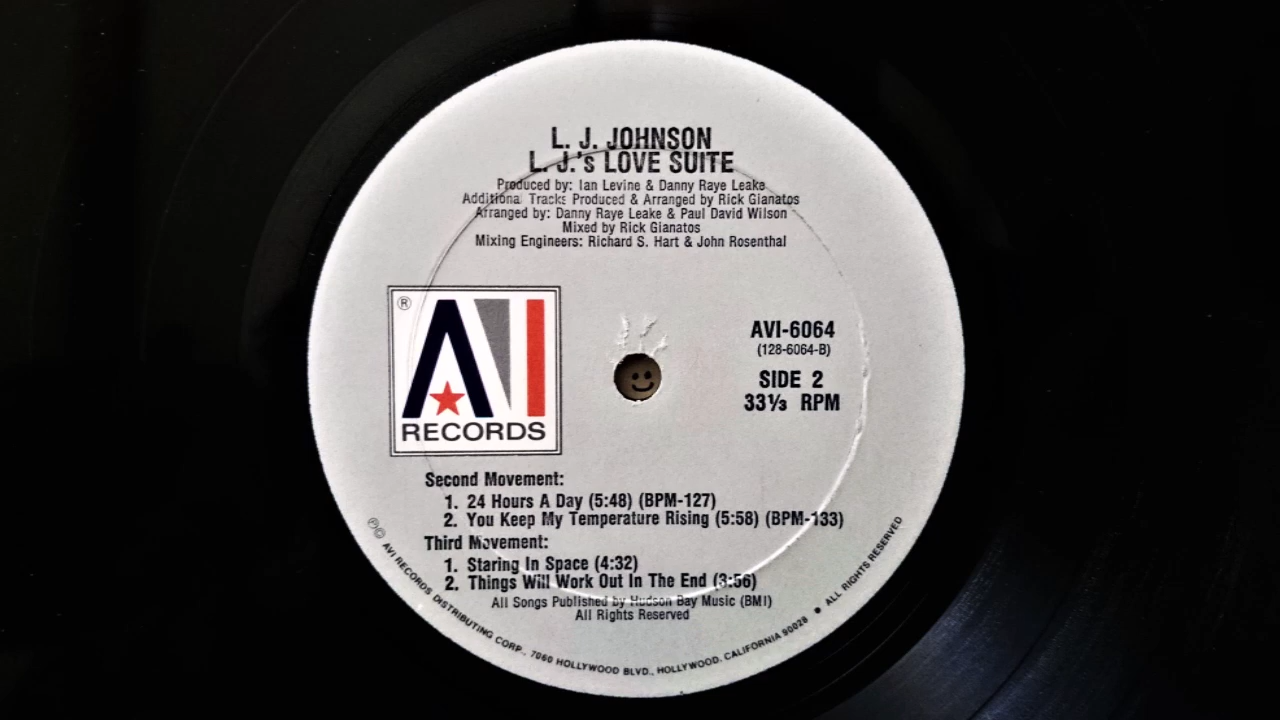 L. J. JOHNSON
L. J.'s LOVE SUITE
Produced by: Ian Levine & Danny Raye Leake
Additional Tracks Produced & Arranged by Rick Gianatos
Arranged by: Danny Raye Leake & Paul David Wilson
Mixed by Rick Gianatos
Mixing Engineers: Richard S. Hart & John Rosenthal
®
AVI
RECORDS
AVI-6064
(128-6064-B)
SIDE 2
33⅓ RPM
Second Movement:
1. 24 Hours A Day (5:48) (BPM-127)
2. You Keep My Temperature Rising (5:58) (BPM-133)
Third Movement:
1. Staring In Space (4:32)
2. Things Will Work Out In The End (3:56)
All Songs Published by Hudson Bay Music (BMI)
All Rights Reserved
℗© AVI RECORDS DISTRIBUTING CORP., 7060 HOLLYWOOD BLVD., HOLLYWOOD, CALIFORNIA 90028 ● ALL RIGHTS RESERVED